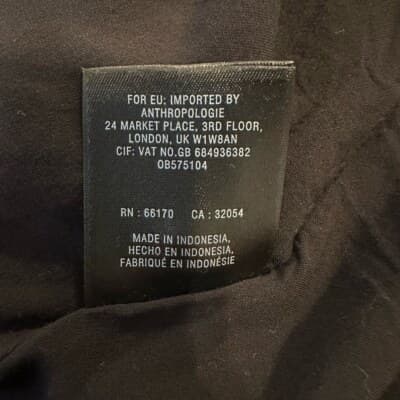 FOR EU: IMPORTED BY
ANTHROPOLOGIE
24 MARKET PLACE, 3RD FLOOR,
LONDON, UK W1W8AN
CIF: VAT NO.GB 684936382
OB575104
RN : 66170 CA : 32054
MADE IN INDONESIA,
HECHO EN INDONESIA,
FABRIQUÉ EN INDONÉSIE